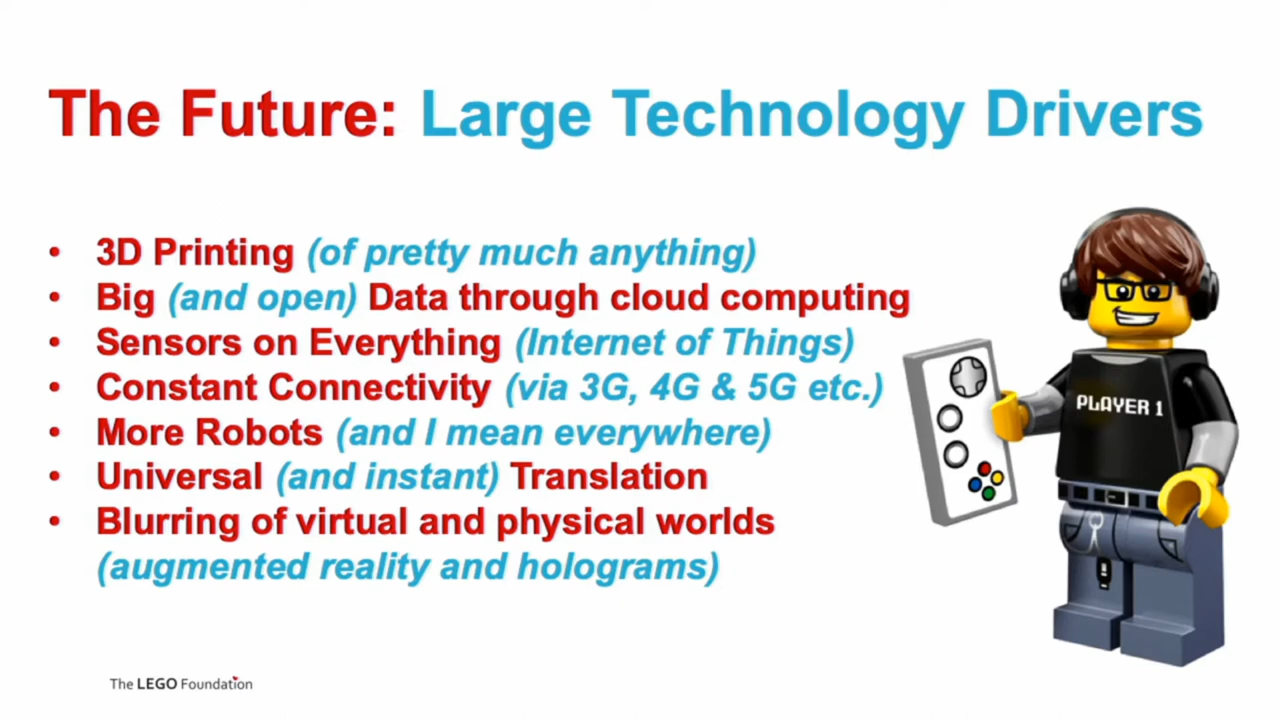 The Future: Large Technology Drivers
• 3D Printing (of pretty much anything)
• Big (and open) Data through cloud computing
• Sensors on Everything (Internet of Things)
• Constant Connectivity (via 3G, 4G & 5G etc.)
• More Robots (and I mean everywhere)
• Universal (and instant) Translation
• Blurring of virtual and physical worlds
(augmented reality and holograms)
PLAYER 1
The LEGO Foundation